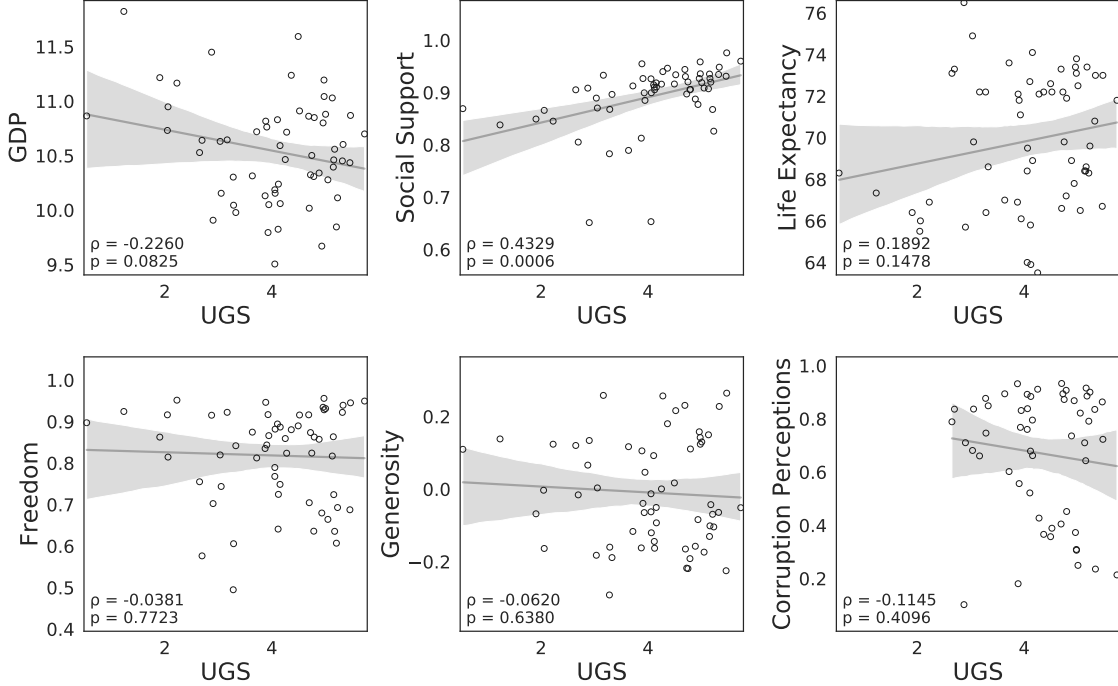 GDP
11.5
11.0
10.5
10.0
9.5
ρ = -0.2260
p = 0.0825
2 4
UGS
Social Support
1.0
0.9
0.8
0.7
0.6
ρ = 0.4329
p = 0.0006
2 4
UGS
Life Expectancy
76
74
72
70
68
66
64
ρ = 0.1892
p = 0.1478
2 4
UGS
Freedom
1.0
0.9
0.8
0.7
0.6
0.5
0.4
ρ = -0.0381
p = 0.7723
2 4
UGS
Generosity
0.2
0.0
−0.2
ρ = -0.0620
p = 0.6380
2 4
UGS
Corruption Perceptions
1.0
0.8
0.6
0.4
0.2
ρ = -0.1145
p = 0.4096
2 4
UGS